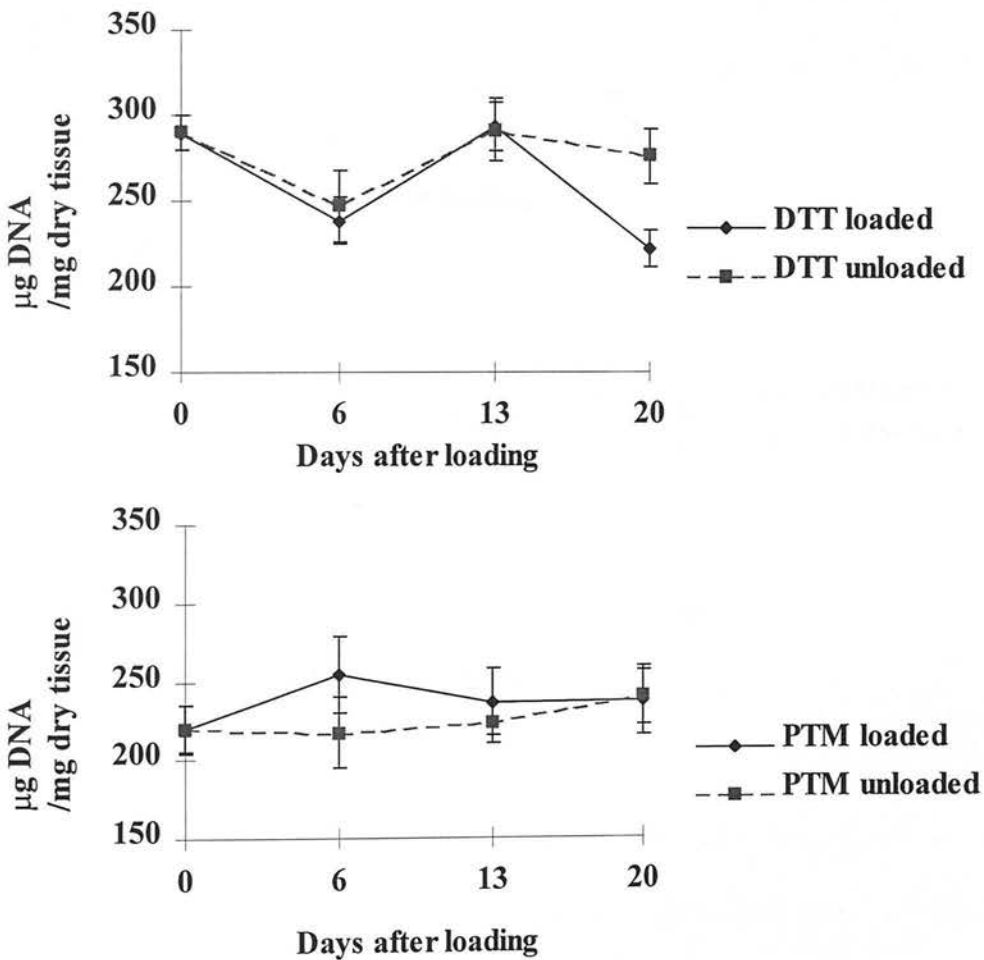 350
300
250
200
150
µg DNA
/mg dry tissue
0 6 13 20
Days after loading
DTT loaded
DTT unloaded
350
300
250
200
150
µg DNA
/mg dry tissue
0 6 13 20
Days after loading
PTM loaded
PTM unloaded